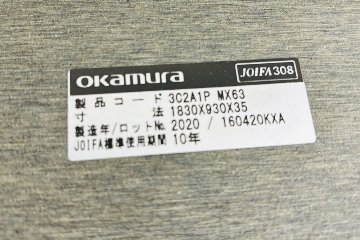 okamura JOIFA308
製品コード 3C2A1P MX63
寸法 1830X930X35
製造年/ロットNo. 2020 / 160420KXA
JOIFA標準使用期間 10年